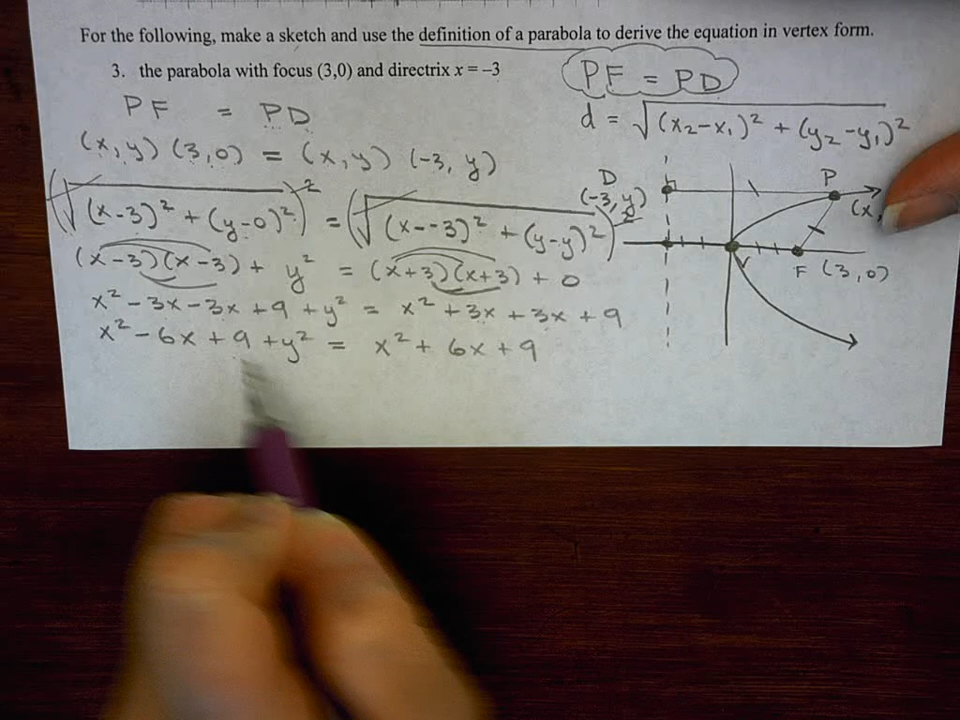 For the following, make a sketch and use the definition of a parabola to derive the equation in vertex form.
3. the parabola with focus (3,0) and directrix x = –3
PF = PD
PF = PD
d = √(x₂-x₁)² + (y₂-y₁)²
(x,y) (3,0) = (x,y) (-3, y)
(√(x-3)² + (y-0)²)² = (√(x--3)² + (y-y)²)²
(x-3)(x-3) + y² = (x+3)(x+3) + 0
x² - 3x - 3x + 9 + y² = x² + 3x + 3x + 9
x² - 6x + 9 + y² = x² + 6x + 9
D
(-3, y)
P
(x,
V
F (3,0)